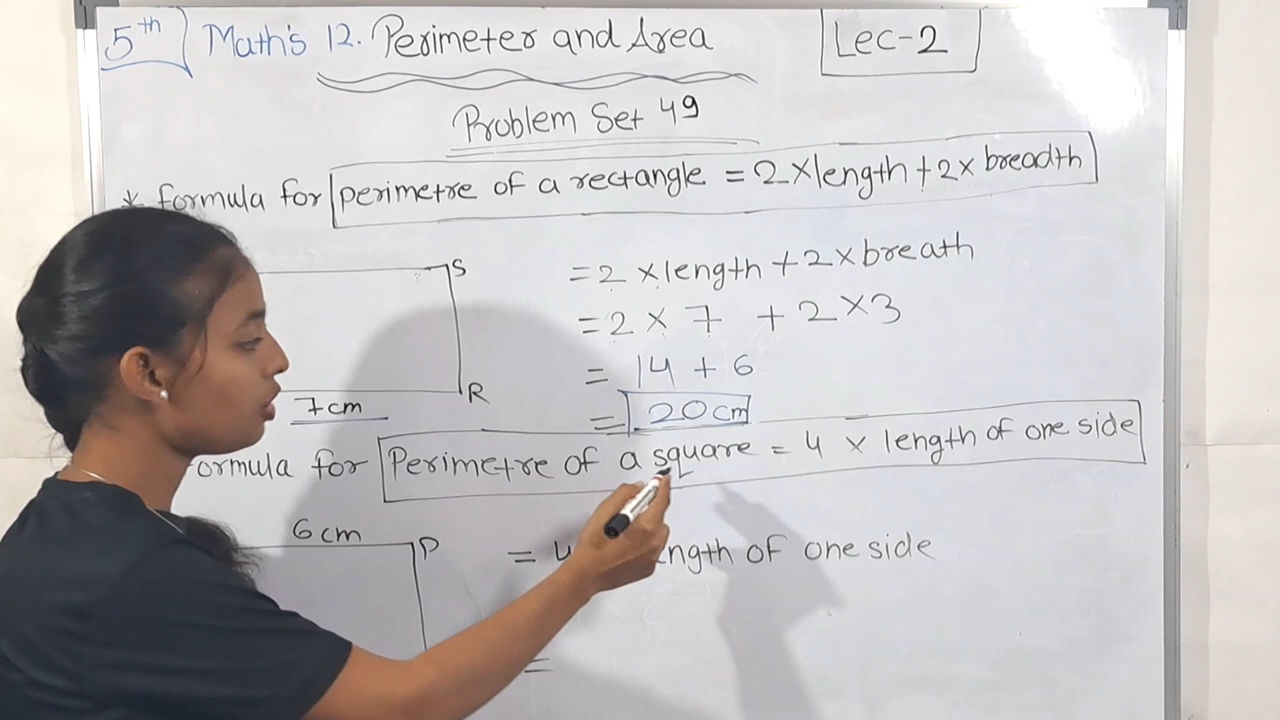 5th Maths 12. Perimeter and Area Lec-2
Problem Set 49
* formula for perimetre of a rectangle = 2×length + 2× breadth
S = 2 × length + 2 × breath
= 2 × 7 + 2 × 3
= 14 + 6
7cm R = 20cm
ormula for Perimetre of a square = 4 × length of one side
6cm P = 4 ngth of one side
=